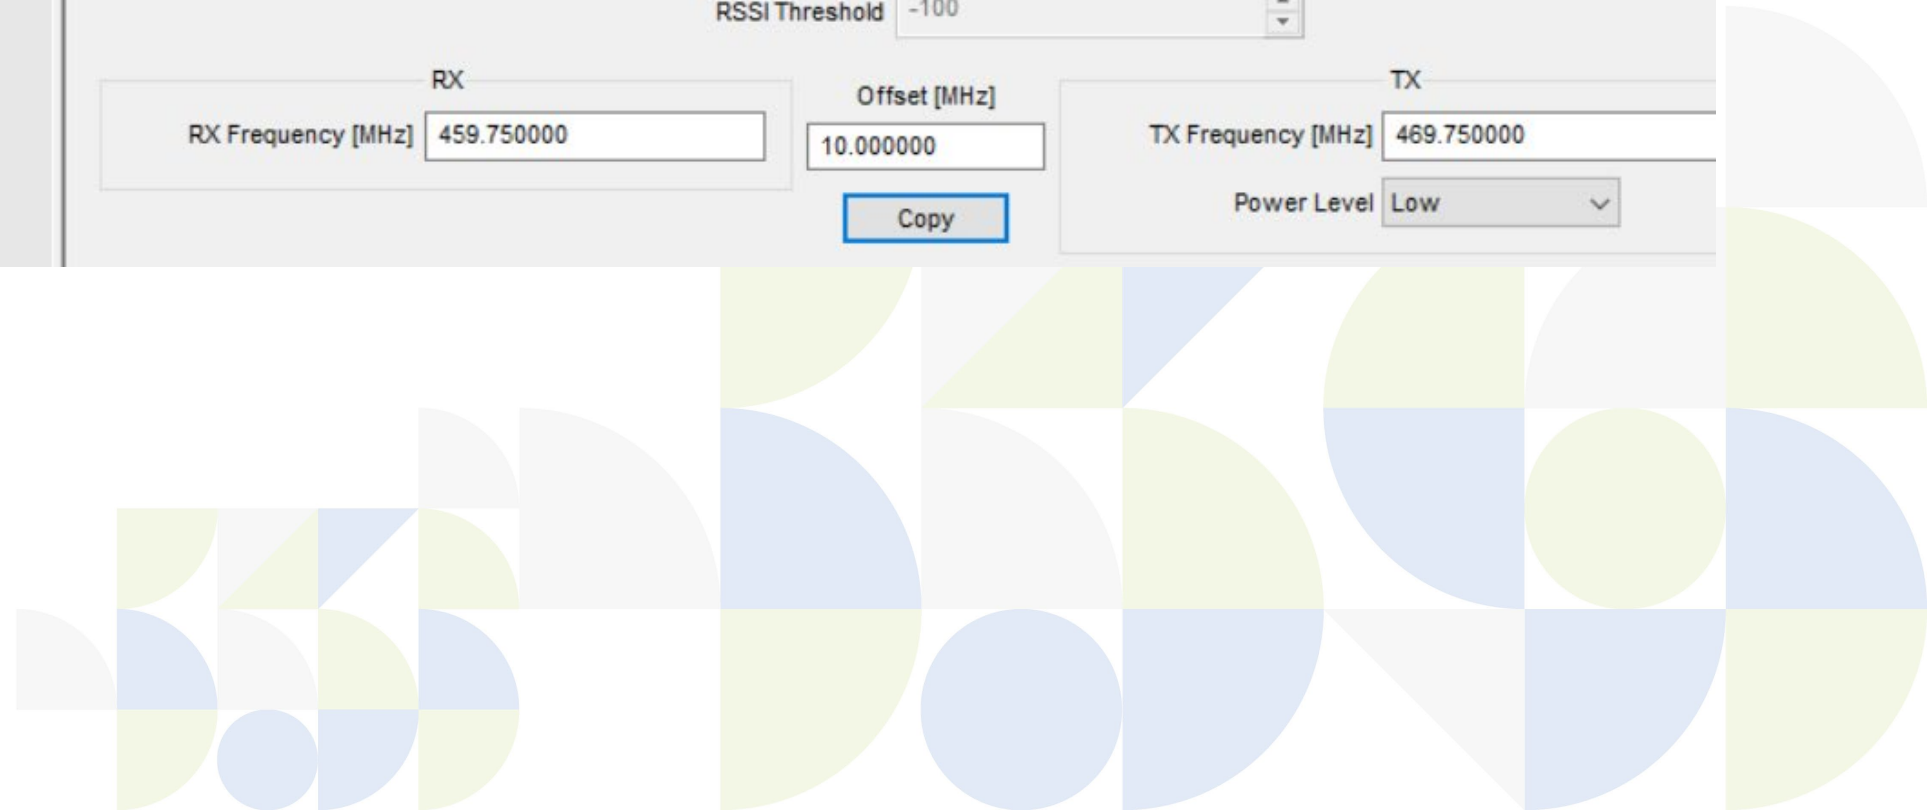 RSSI Threshold -100
RX
Offset [MHz]
TX
RX Frequency [MHz] 459.750000
10.000000
TX Frequency [MHz] 469.750000
Copy
Power Level Low